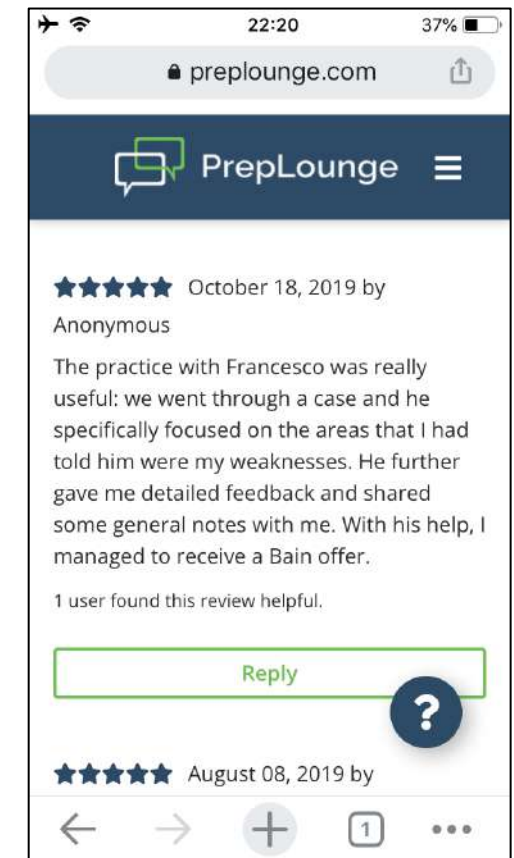 22:20
37%
preplounge.com
PrepLounge
October 18, 2019 by
Anonymous
The practice with Francesco was really
useful: we went through a case and he
specifically focused on the areas that I had
told him were my weaknesses. He further
gave me detailed feedback and shared
some general notes with me. With his help, I
managed to receive a Bain offer.
1 user found this review helpful.
Reply
?
August 08, 2019 by
1